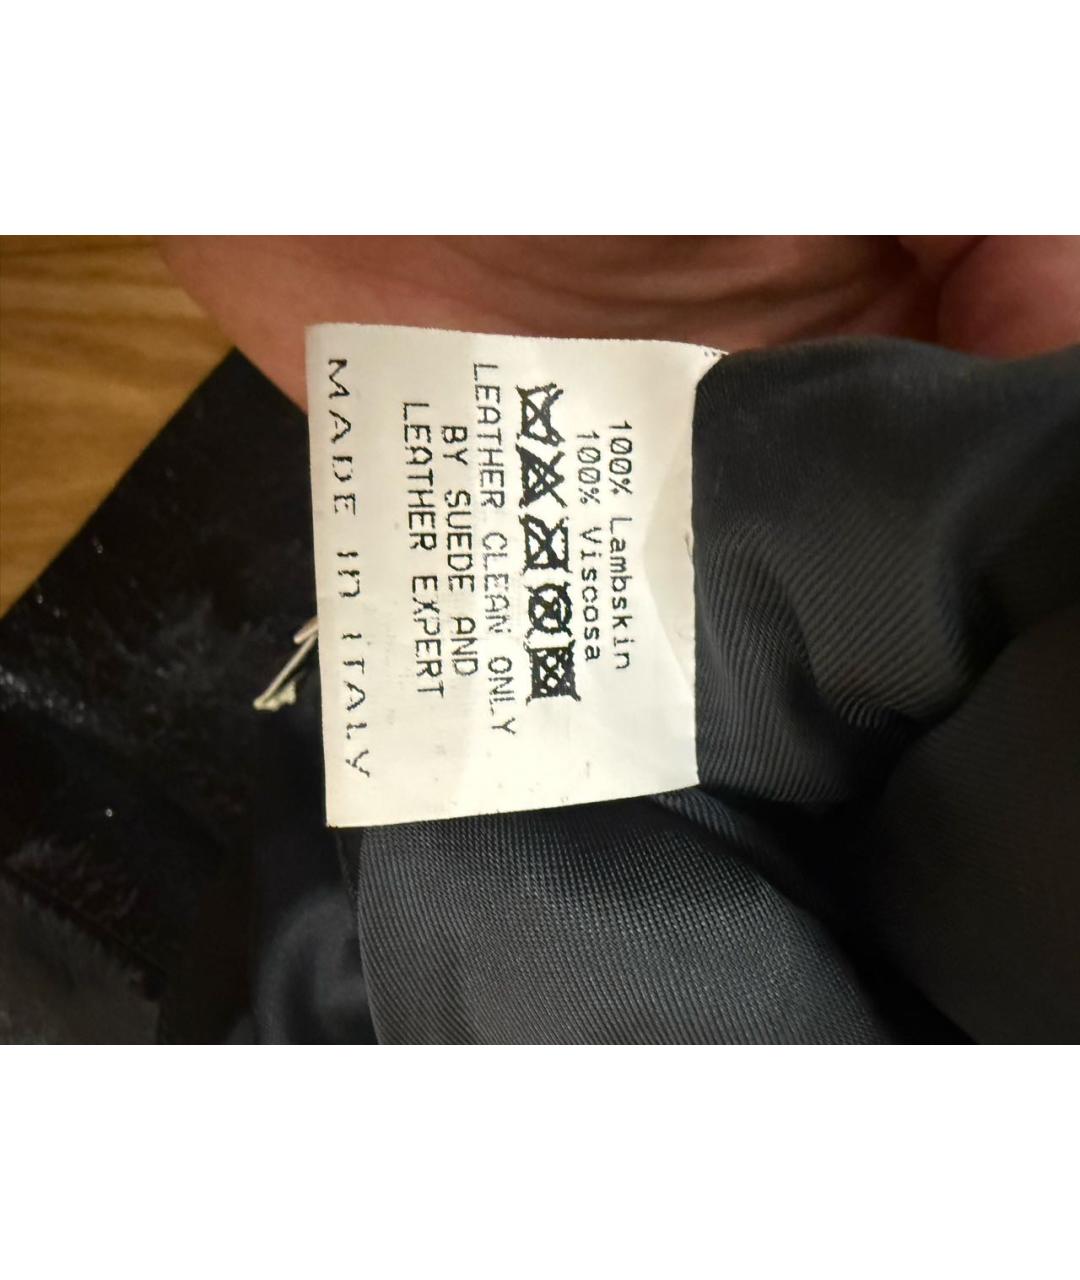 100% Lambskin
100% Viscosa
LEATHER CLEAN ONLY
BY SUEDE AND
LEATHER EXPERT
MADE In ITALY